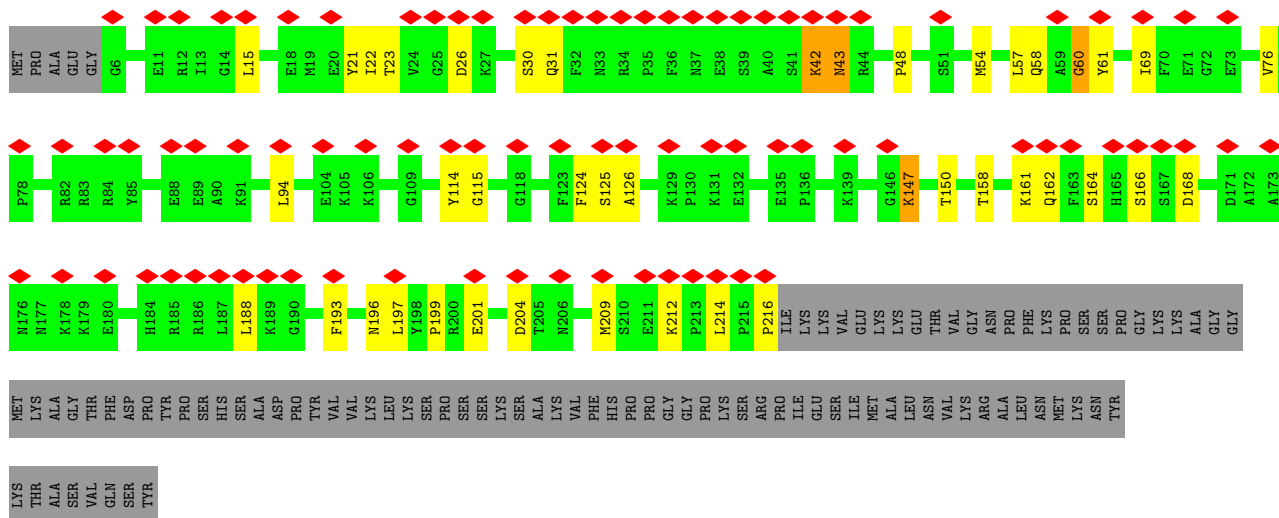 MET PRO ALA GLU GLY G6 E11 R12 I13 G14 L15 E18 M19 E20 Y21 I22 T23 V24 G25 D26 K27 S30 Q31 F32 N33 R34 P35 F36 N37 E38 S39 A40 S41 K42 N43 R44 P48 S51 M54 L57 Q58 A59 G60 Y61 I69 F70 E71 G72 E73 V76
P78 R82 R83 R84 Y85 E88 E89 A90 K91 L94 E104 K105 K106 G109 Y114 G115 G118 F123 F124 S125 A126 K129 P130 K131 E132 E135 P136 K139 G146 K147 T150 T158 K161 Q162 F163 S164 H165 S166 S167 D168 D171 A172 A173
N176 N177 K178 K179 E180 H184 R185 R186 L187 L188 K189 G190 F193 N196 L197 Y198 P199 R200 E201 D204 T205 N206 M209 S210 E211 K212 P213 L214 P215 P216 ILE LYS LYS VAL GLU LYS LYS GLU THR VAL GLY ASN PRO PHE LYS PRO SER SER PRO GLY LYS LYS ALA GLY GLY
MET LYS ALA GLY THR PHE ASP PRO TYR PRO SER HIS SER ALA ASP PRO TYR VAL VAL LYS LEU LYS SER PRO SER SER LYS SER ALA LYS VAL PHE HIS PRO PRO GLY GLY PRO LYS SER ARG PRO ILE GLU SER ILE MET ALA LEU ASN VAL LYS ARG ALA LEU ASN MET LYS ASN TYR
LYS THR ALA SER VAL GLN SER TYR